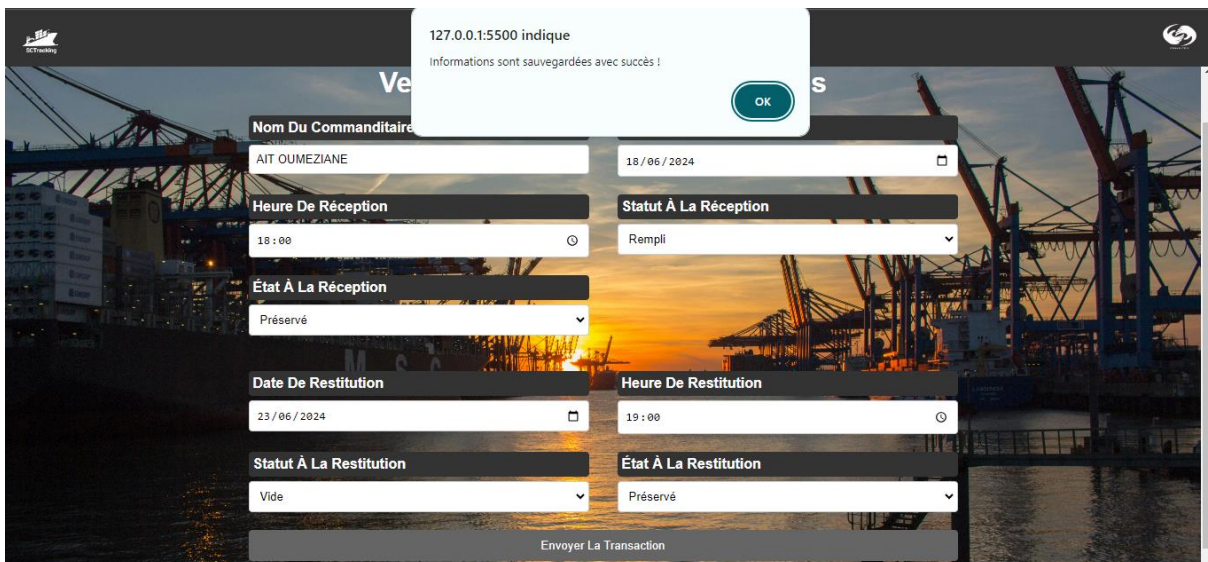 127.0.0.1:5500 indique
Informations sont sauvegardées avec succès !
OK
SCTracking
Ve
s
Nom Du Commanditaire
AIT OUMEZIANE
18/06/2024
Heure De Réception
Statut À La Réception
18:00
Rempli
État À La Réception
Préservé
M S C
Date De Restitution
Heure De Restitution
23/06/2024
19:00
Statut À La Restitution
État À La Restitution
Vide
Préservé
Envoyer La Transaction